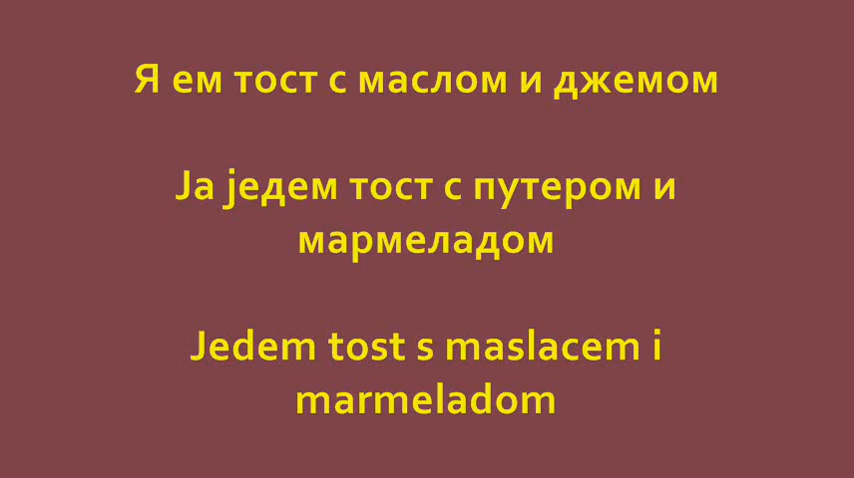 Я ем тост с маслом и джемом
Ја једем тост с путером и
мармеладом
Jedem tost s maslacem i
marmeladom